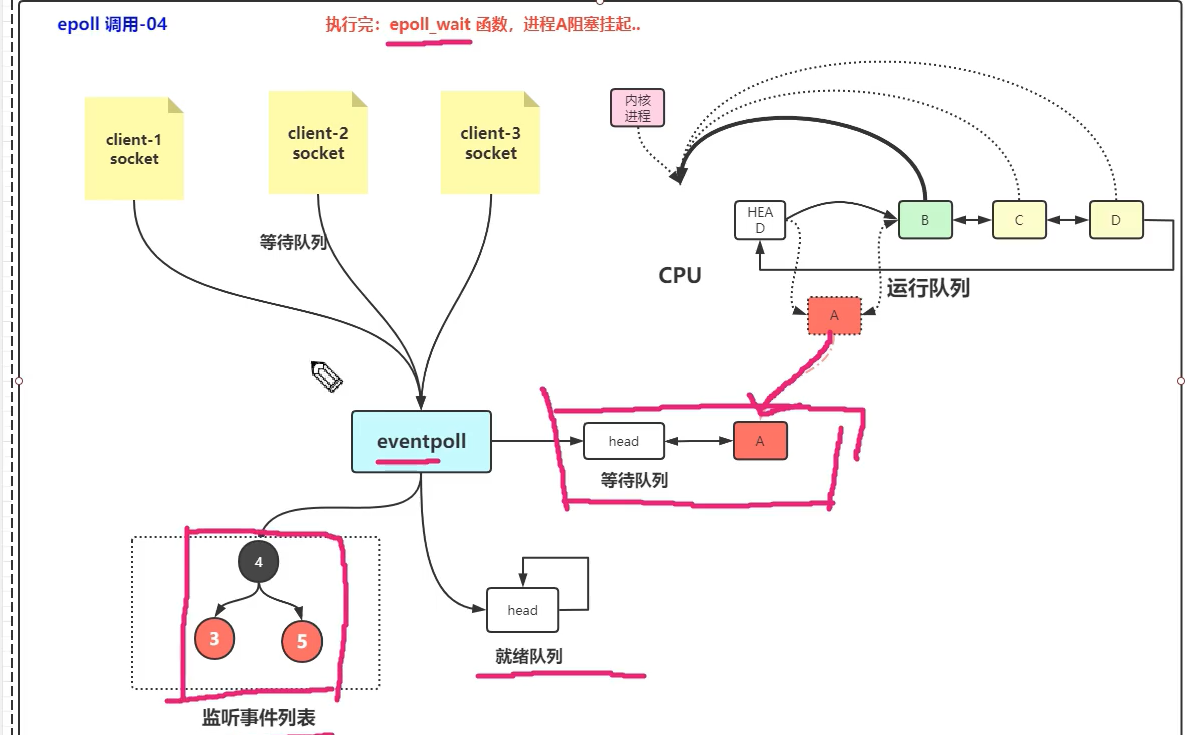 epoll 调用-04
执行完：epoll_wait 函数，进程A阻塞挂起..
client-1
socket
client-2
socket
client-3
socket
等待队列
内核
进程
HEA
D
B
C
D
CPU
运行队列
A
eventpoll
head
A
等待队列
4
3
5
head
就绪队列
监听事件列表